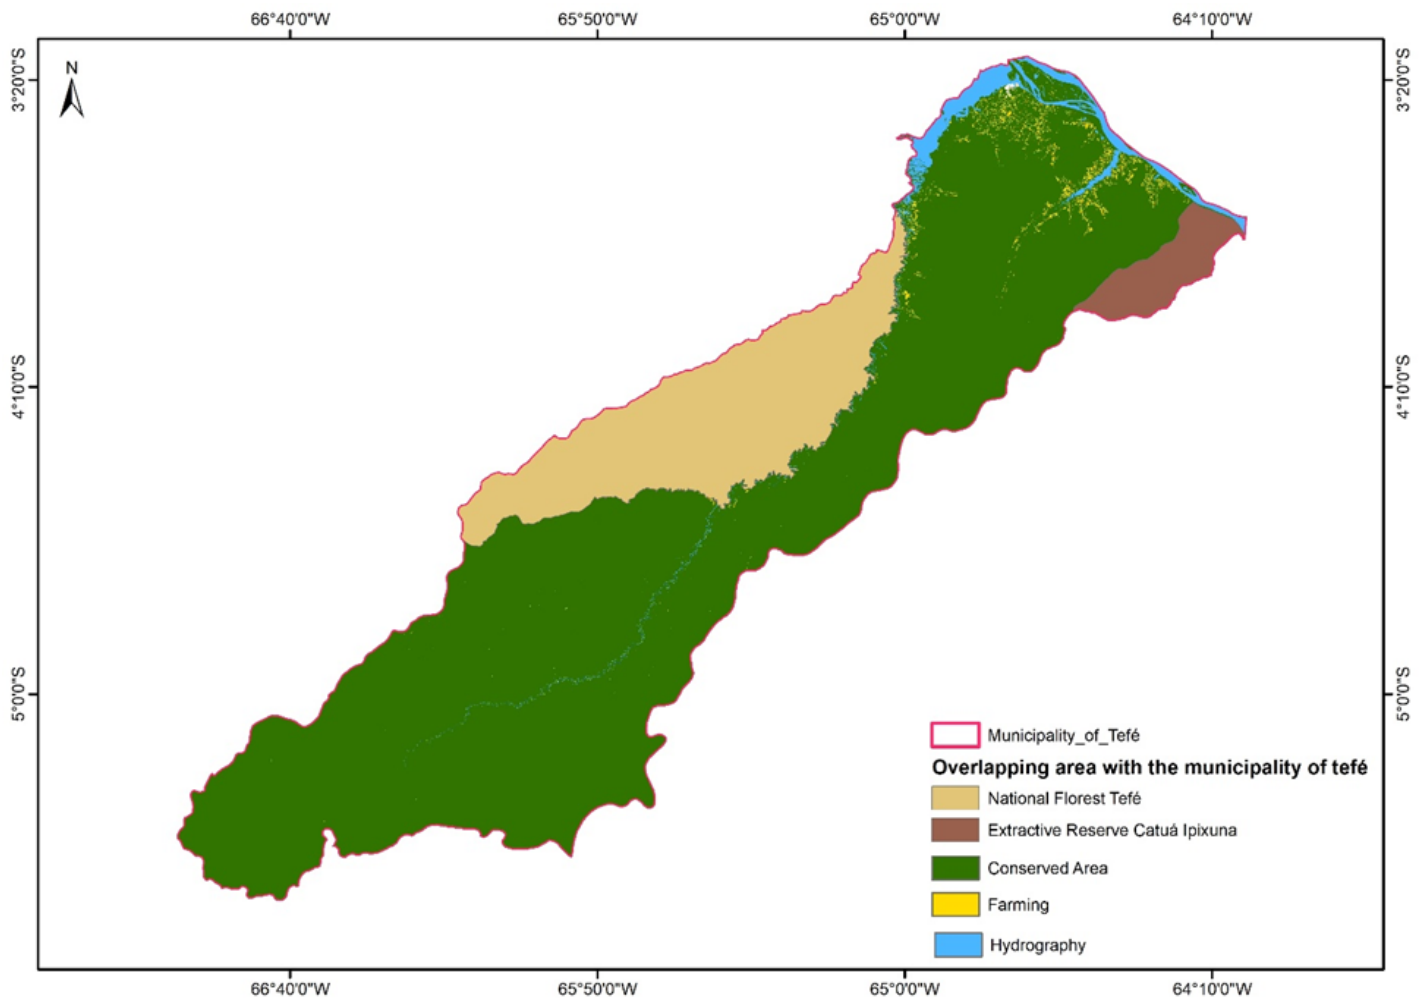 66°40'0"W 65°50'0"W 65°0'0"W 64°10'0"W
N
3°20'0"S
3°20'0"S
4°10'0"S
4°10'0"S
5°0'0"S
5°0'0"S
Municipality_of_Tefé
Overlapping area with the municipality of tefé
National Florest Tefé
Extractive Reserve Catuá Ipixuna
Conserved Area
Farming
Hydrography
66°40'0"W 65°50'0"W 65°0'0"W 64°10'0"W